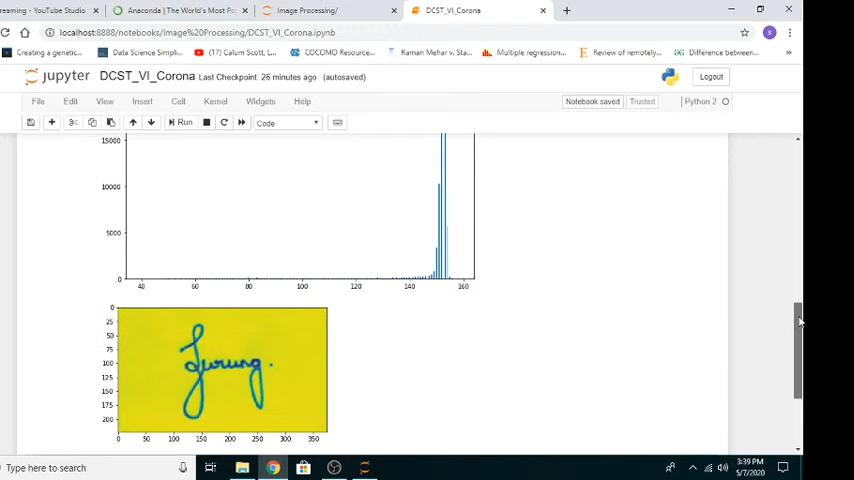 reaming - YouTube Studio
Anaconda | The World's Most Po
Image Processing/
DCST_VI_Corona.ipynb
localhost:8888/notebooks/Image%20Processing/DCST_VI_Corona.ipynb
Creating a genetic...
Data Science Simplifi...
(17) Calum Scott, L...
COCOMO Resource...
Raman Mehar v. Stat...
Multiple regression...
Review of remotely...
Difference between...
jupyter DCST_VI_Corona Last Checkpoint: 26 minutes ago (autosaved)
Logout
File Edit View Insert Cell Kernel Widgets Help
Notebook saved Trusted Python 2
Run Code
15000
10000
5000
0
40 60 80 100 120 140 160
0
25
50
75
100
125
150
175
200
Gurung.
0 50 100 150 200 250 300 350
Type here to search
3:39 PM
5/7/2020